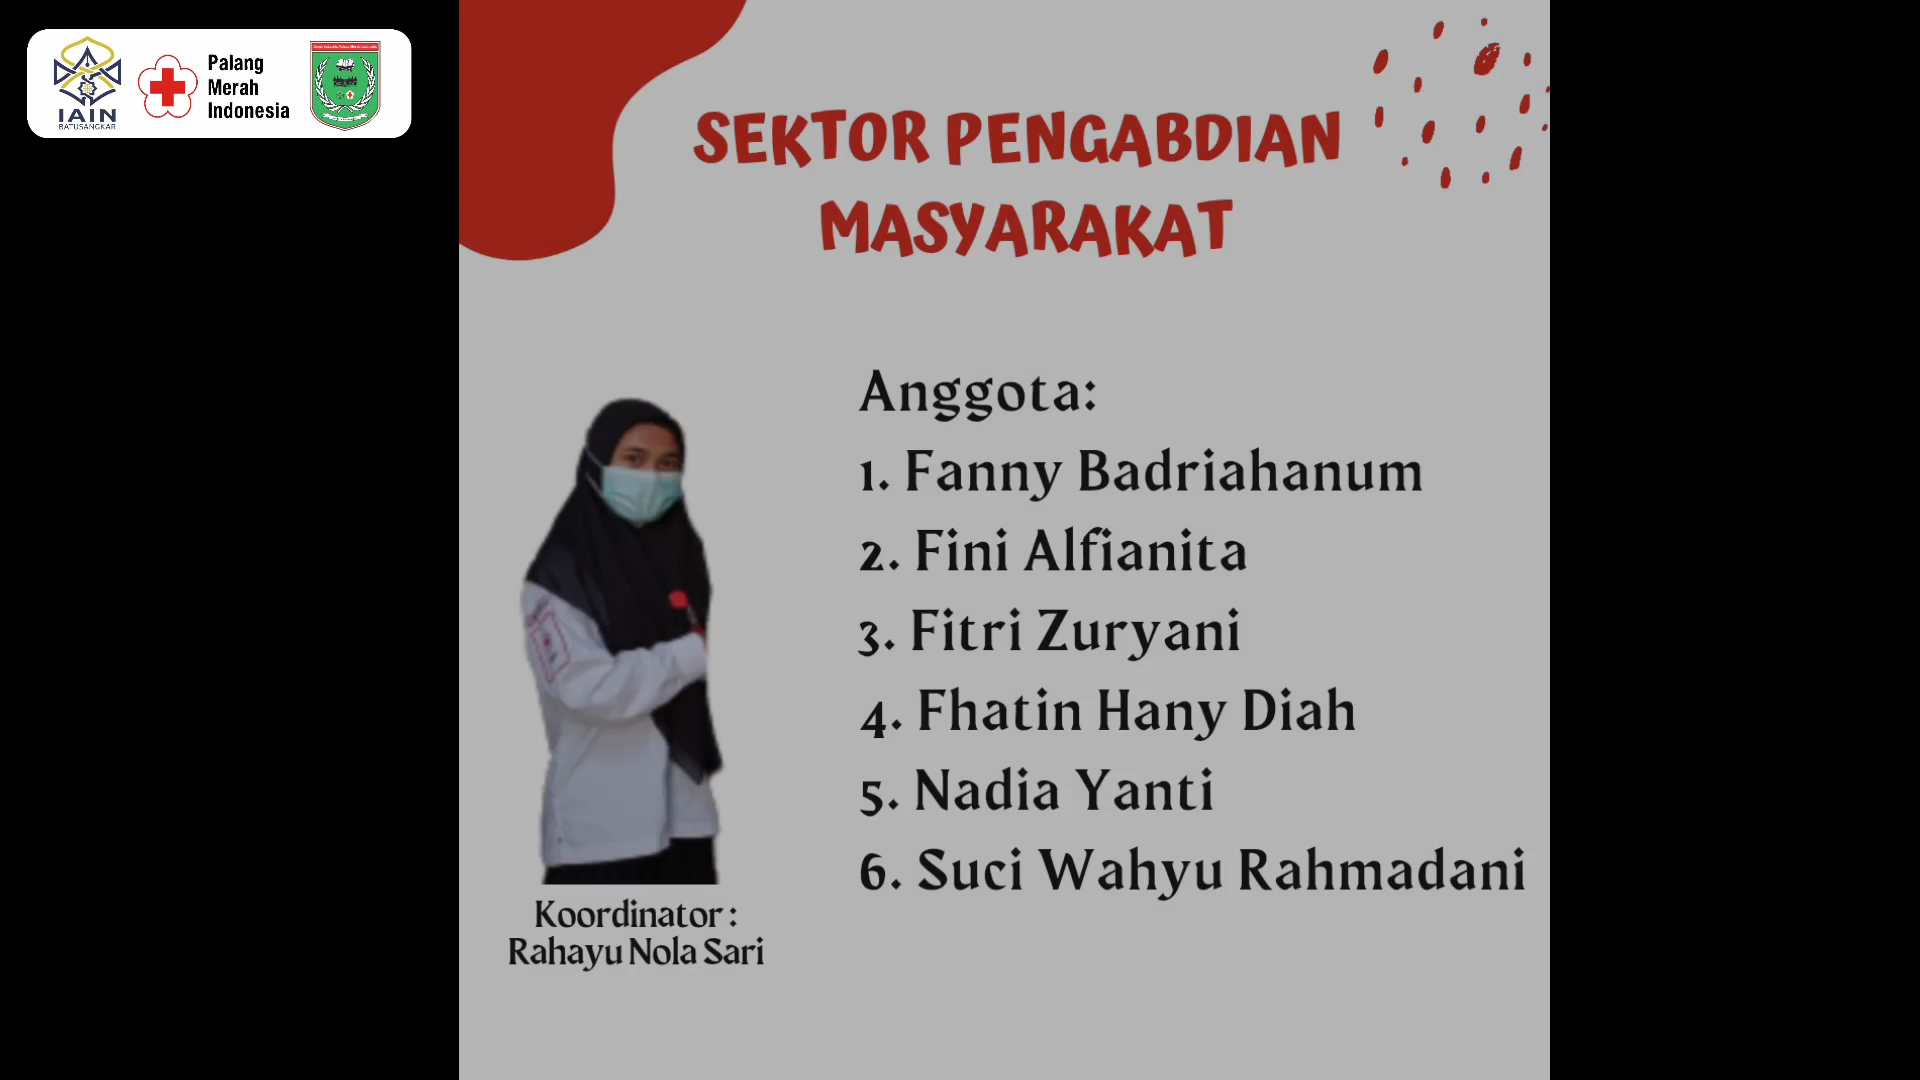 IAIN
BATUSANGKAR
Palang
Merah
Indonesia
SEKTOR PENGABDIAN
MASYARAKAT
Anggota:
1. Fanny Badriahanum
2. Fini Alfianita
3. Fitri Zuryani
4. Fhatin Hany Diah
5. Nadia Yanti
6. Suci Wahyu Rahmadani
Koordinator :
Rahayu Nola Sari